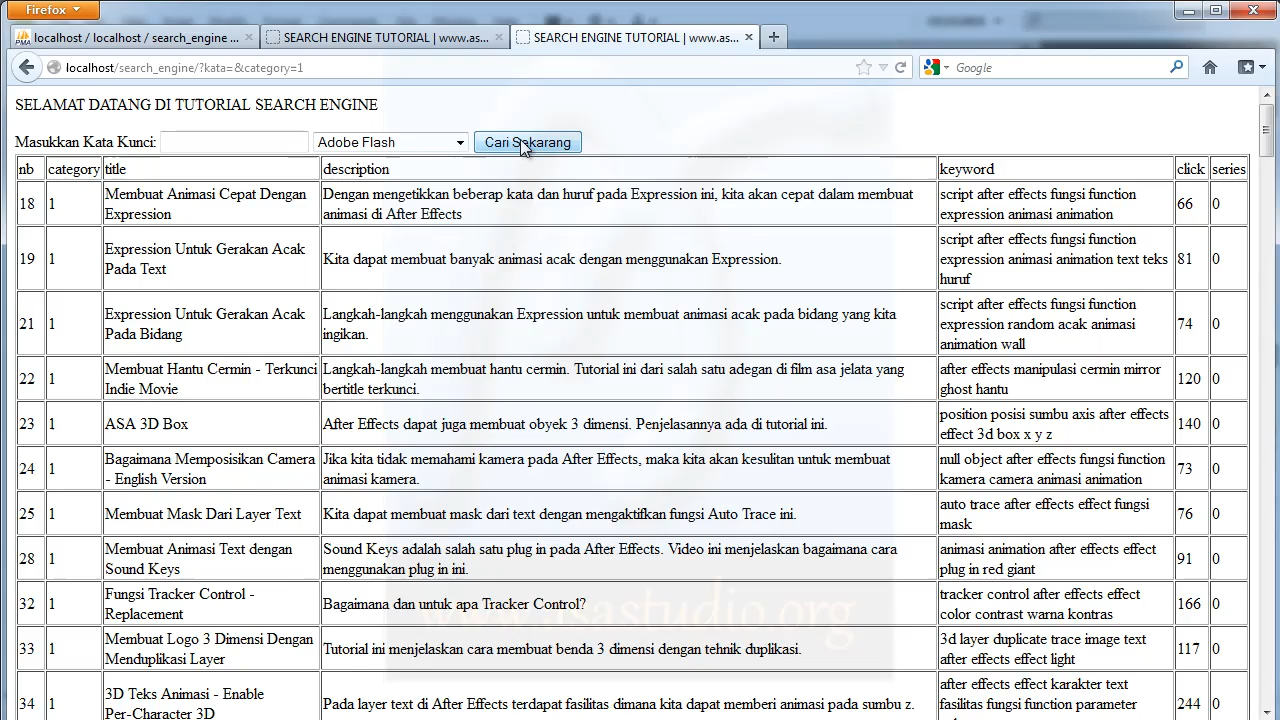 Firefox
localhost / localhost / search_engine ...
SEARCH ENGINE TUTORIAL | www.as...
SEARCH ENGINE TUTORIAL | www.as...
localhost/search_engine/?kata=&category=1
Google
SELAMAT DATANG DI TUTORIAL SEARCH ENGINE
Masukkan Kata Kunci: Adobe Flash Cari Sekarang
nb category title description keyword click series
18 1 Membuat Animasi Cepat Dengan Expression Dengan mengetikkan beberap kata dan huruf pada Expression ini, kita akan cepat dalam membuat animasi di After Effects script after effects fungsi function expression animasi animation 66 0
19 1 Expression Untuk Gerakan Acak Pada Text Kita dapat membuat banyak animasi acak dengan menggunakan Expression. script after effects fungsi function expression animasi animation text teks huruf 81 0
21 1 Expression Untuk Gerakan Acak Pada Bidang Langkah-langkah menggunakan Expression untuk membuat animasi acak pada bidang yang kita ingikan. script after effects fungsi function expression random acak animasi animation wall 74 0
22 1 Membuat Hantu Cermin - Terkunci Indie Movie Langkah-langkah membuat hantu cermin. Tutorial ini dari salah satu adegan di film asa jelata yang bertitle terkunci. after effects manipulasi cermin mirror ghost hantu 120 0
23 1 ASA 3D Box After Effects dapat juga membuat obyek 3 dimensi. Penjelasannya ada di tutorial ini. position posisi sumbu axis after effects effect 3d box x y z 140 0
24 1 Bagaimana Memposisikan Camera - English Version Jika kita tidak memahami kamera pada After Effects, maka kita akan kesulitan untuk membuat animasi kamera. null object after effects fungsi function kamera camera animasi animation 73 0
25 1 Membuat Mask Dari Layer Text Kita dapat membuat mask dari text dengan mengaktifkan fungsi Auto Trace ini. auto trace after effects effect fungsi mask 76 0
28 1 Membuat Animasi Text dengan Sound Keys Sound Keys adalah salah satu plug in pada After Effects. Video ini menjelaskan bagaimana cara menggunakan plug in ini. animasi animation after effects effect plug in red giant 91 0
32 1 Fungsi Tracker Control - Replacement Bagaimana dan untuk apa Tracker Control? tracker control after effects effect color contrast warna kontras 166 0
33 1 Membuat Logo 3 Dimensi Dengan Menduplikasi Layer Tutorial ini menjelaskan cara membuat benda 3 dimensi dengan tehnik duplikasi. 3d layer duplicate trace image text after effects effect light 117 0
34 1 3D Teks Animasi - Enable Per-Character 3D Pada layer text di After Effects terdapat fasilitas dimana kita dapat memberi animasi pada sumbu z. after effects effect karakter text fasilitas fungsi function parameter 244 0
www.asastudio.org